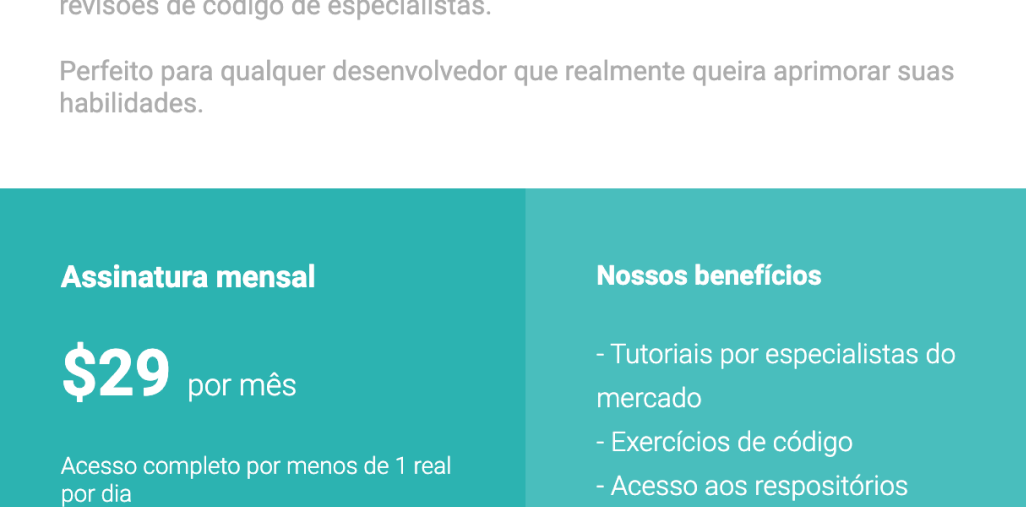 revisões de código de especialistas.
Perfeito para qualquer desenvolvedor que realmente queira aprimorar suas
habilidades.
Assinatura mensal
$29 por mês
Acesso completo por menos de 1 real
por dia
Nossos benefícios
- Tutoriais por especialistas do
mercado
- Exercícios de código
- Acesso aos respositórios